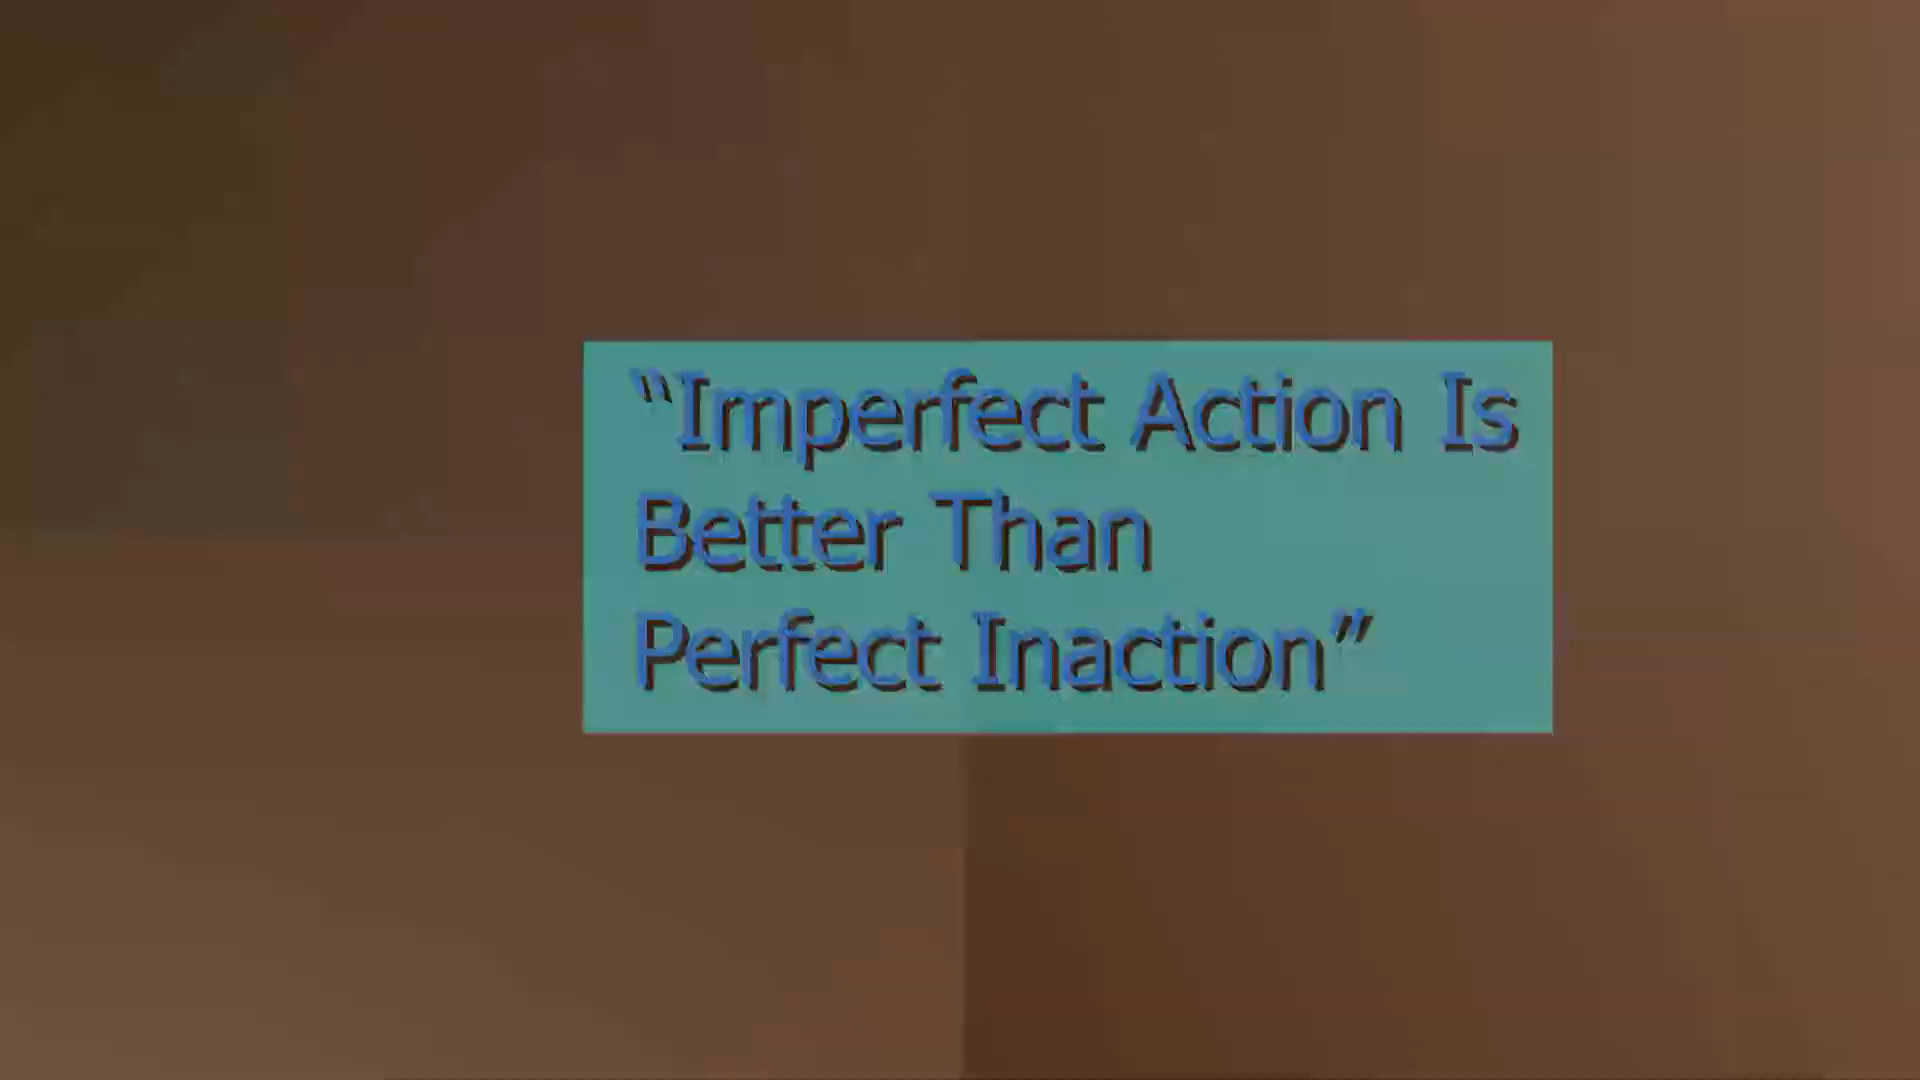 “Imperfect Action Is
Better Than
Perfect Inaction”